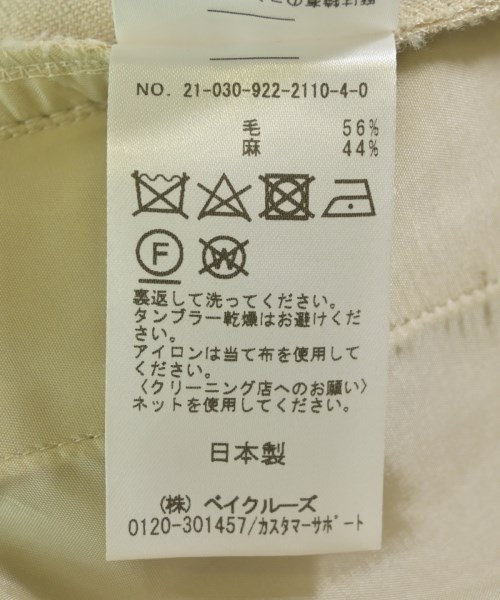 NO. 21-030-922-2110-4-0
毛 56%
麻 44%
F
W
裏返して洗ってください。
タンブラー乾燥はお避けくだ
さい。
アイロンは当て布を使用して
ください。
〈クリーニング店へのお願い〉
ネットを使用してください。
日本製
(株) ベイクルーズ
0120-301457/カスタマーサポート